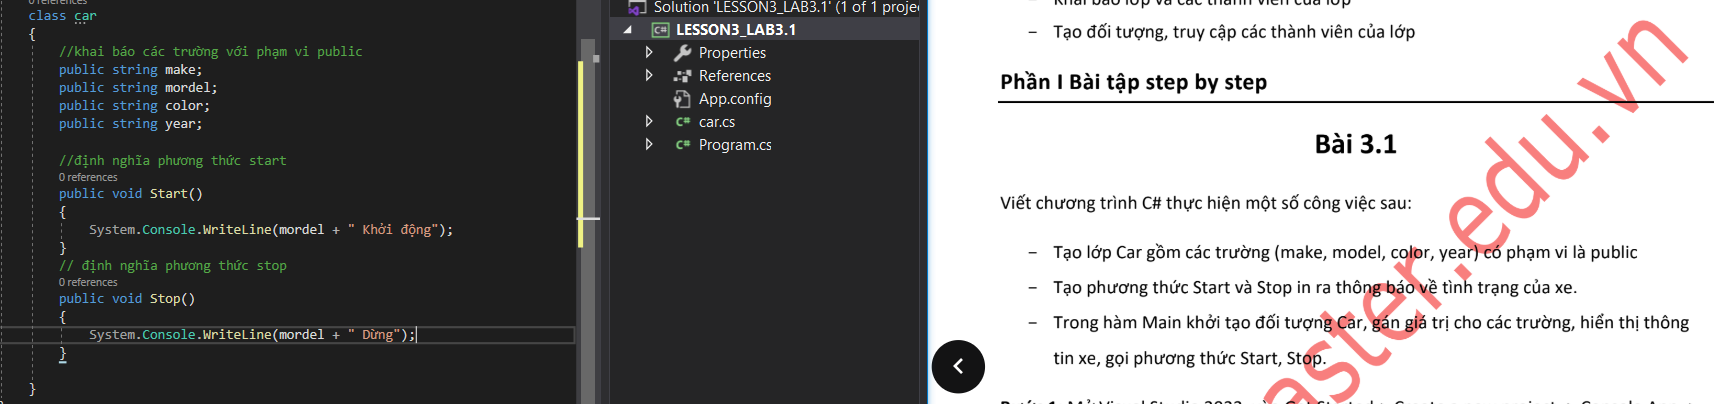 0 references
class car
{
//khai báo các trường với phạm vi public
public string make;
public string mordel;
public string color;
public string year;
//định nghĩa phương thức start
0 references
public void Start()
{
System.Console.WriteLine(mordel + " Khởi động");
}
// định nghĩa phương thức stop
0 references
public void Stop()
{
System.Console.WriteLine(mordel + " Dừng");
}
}
Solution 'LESSON3_LAB3.1' (1 of 1 proje
C# LESSON3_LAB3.1
Properties
References
App.config
C# car.cs
C# Program.cs
- Khai báo lớp và các thành viên của lớp
- Tạo đối tượng, truy cập các thành viên của lớp
Phần I Bài tập step by step
Bài 3.1
Viết chương trình C# thực hiện một số công việc sau:
- Tạo lớp Car gồm các trường (make, model, color, year) có phạm vi là public
- Tạo phương thức Start và Stop in ra thông báo về tình trạng của xe.
- Trong hàm Main khởi tạo đối tượng Car, gán giá trị cho các trường, hiển thị thông
tin xe, gọi phương thức Start, Stop.
aster.edu.vn